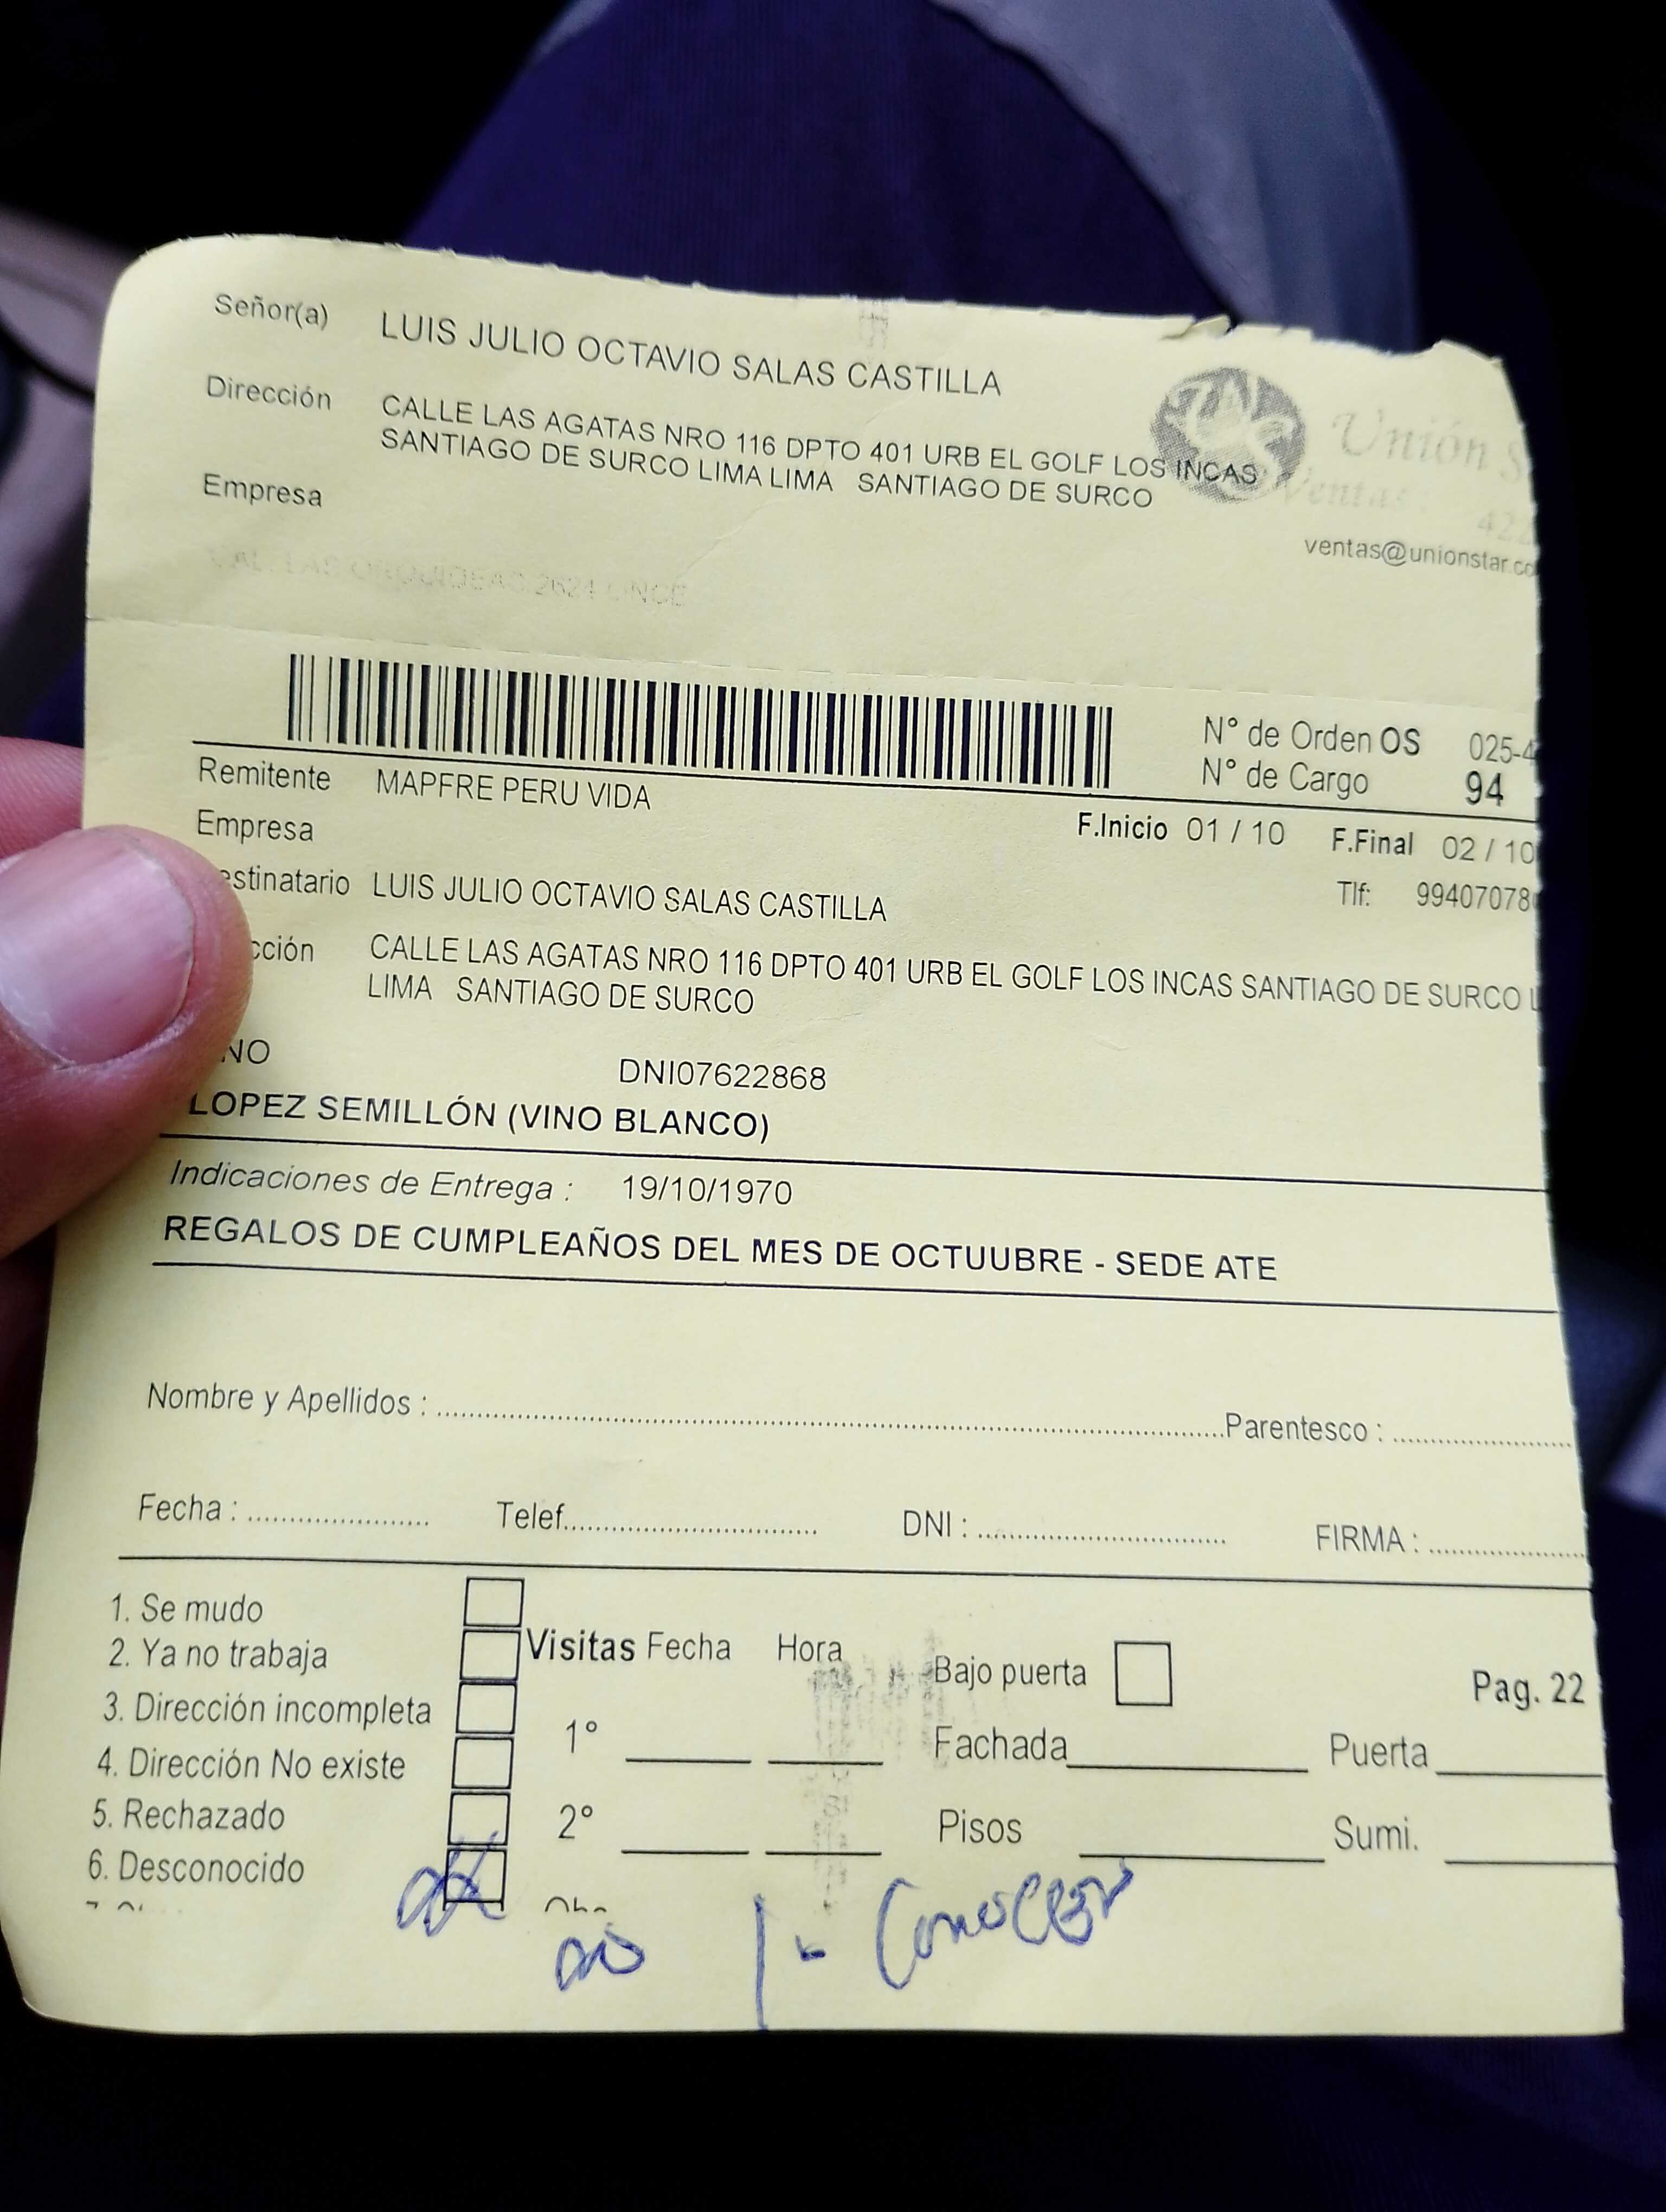 Señor(a) LUIS JULIO OCTAVIO SALAS CASTILLA
Dirección CALLE LAS AGATAS NRO 116 DPTO 401 URB EL GOLF LOS INCAS
SANTIAGO DE SURCO LIMA LIMA SANTIAGO DE SURCO
Unión S
Ventas
422
Empresa
ventas@unionstar.co
2624
N° de Orden OS 025-4
N° de Cargo 94
Remitente MAPFRE PERU VIDA
Empresa F.Inicio 01 / 10 F.Final 02 / 10
estinatario LUIS JULIO OCTAVIO SALAS CASTILLA Tlf: 99407078
cción CALLE LAS AGATAS NRO 116 DPTO 401 URB EL GOLF LOS INCAS SANTIAGO DE SURCO L
LIMA SANTIAGO DE SURCO
NO DNI07622868
LOPEZ SEMILLÓN (VINO BLANCO)
Indicaciones de Entrega : 19/10/1970
REGALOS DE CUMPLEAÑOS DEL MES DE OCTUUBRE - SEDE ATE
Nombre y Apellidos : Parentesco :
Fecha : Telef. DNI : FIRMA :
1. Se mudo
2. Ya no trabaja Visitas Fecha Hora Bajo puerta Pag. 22
3. Dirección incompleta 1° Fachada Puerta
4. Dirección No existe
5. Rechazado 2° Pisos Sumi.
6. Desconocido
Conocen